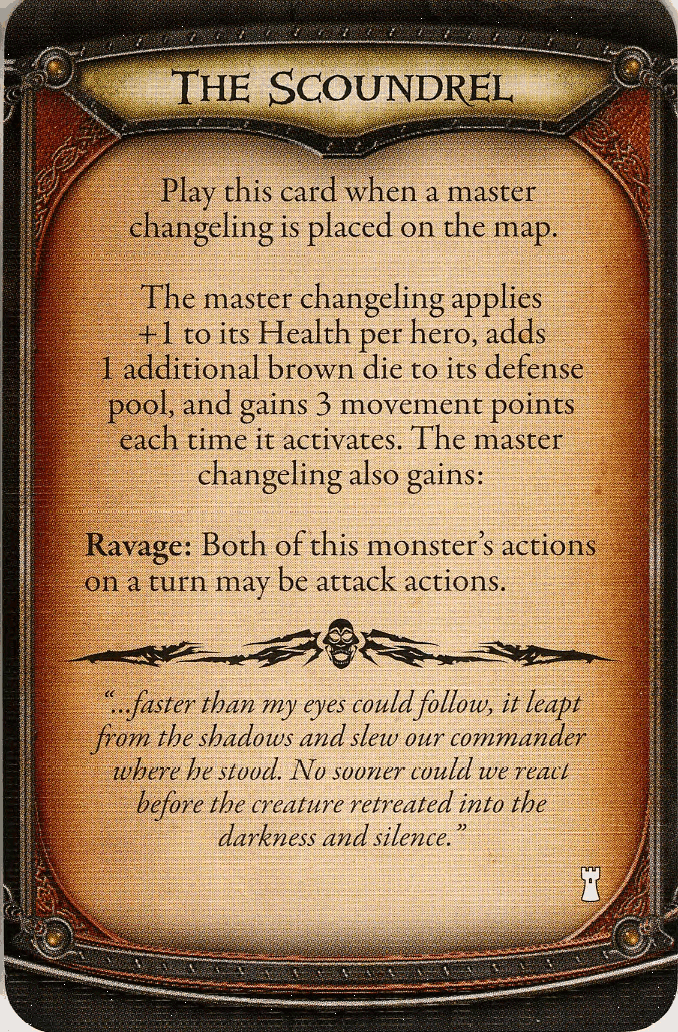 The Scoundrel
Play this card when a master
changeling is placed on the map.
The master changeling applies
+1 to its Health per hero, adds
1 additional brown die to its defense
pool, and gains 3 movement points
each time it activates. The master
changeling also gains:
Ravage: Both of this monster's actions
on a turn may be attack actions.
“...faster than my eyes could follow, it leapt
from the shadows and slew our commander
where he stood. No sooner could we react
before the creature retreated into the
darkness and silence.”